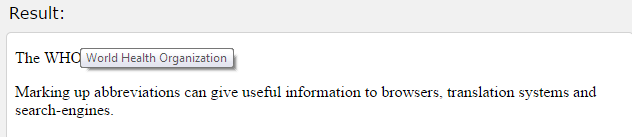 Result:
The WHO World Health Organization
Marking up abbreviations can give useful information to browsers, translation systems and
search-engines.